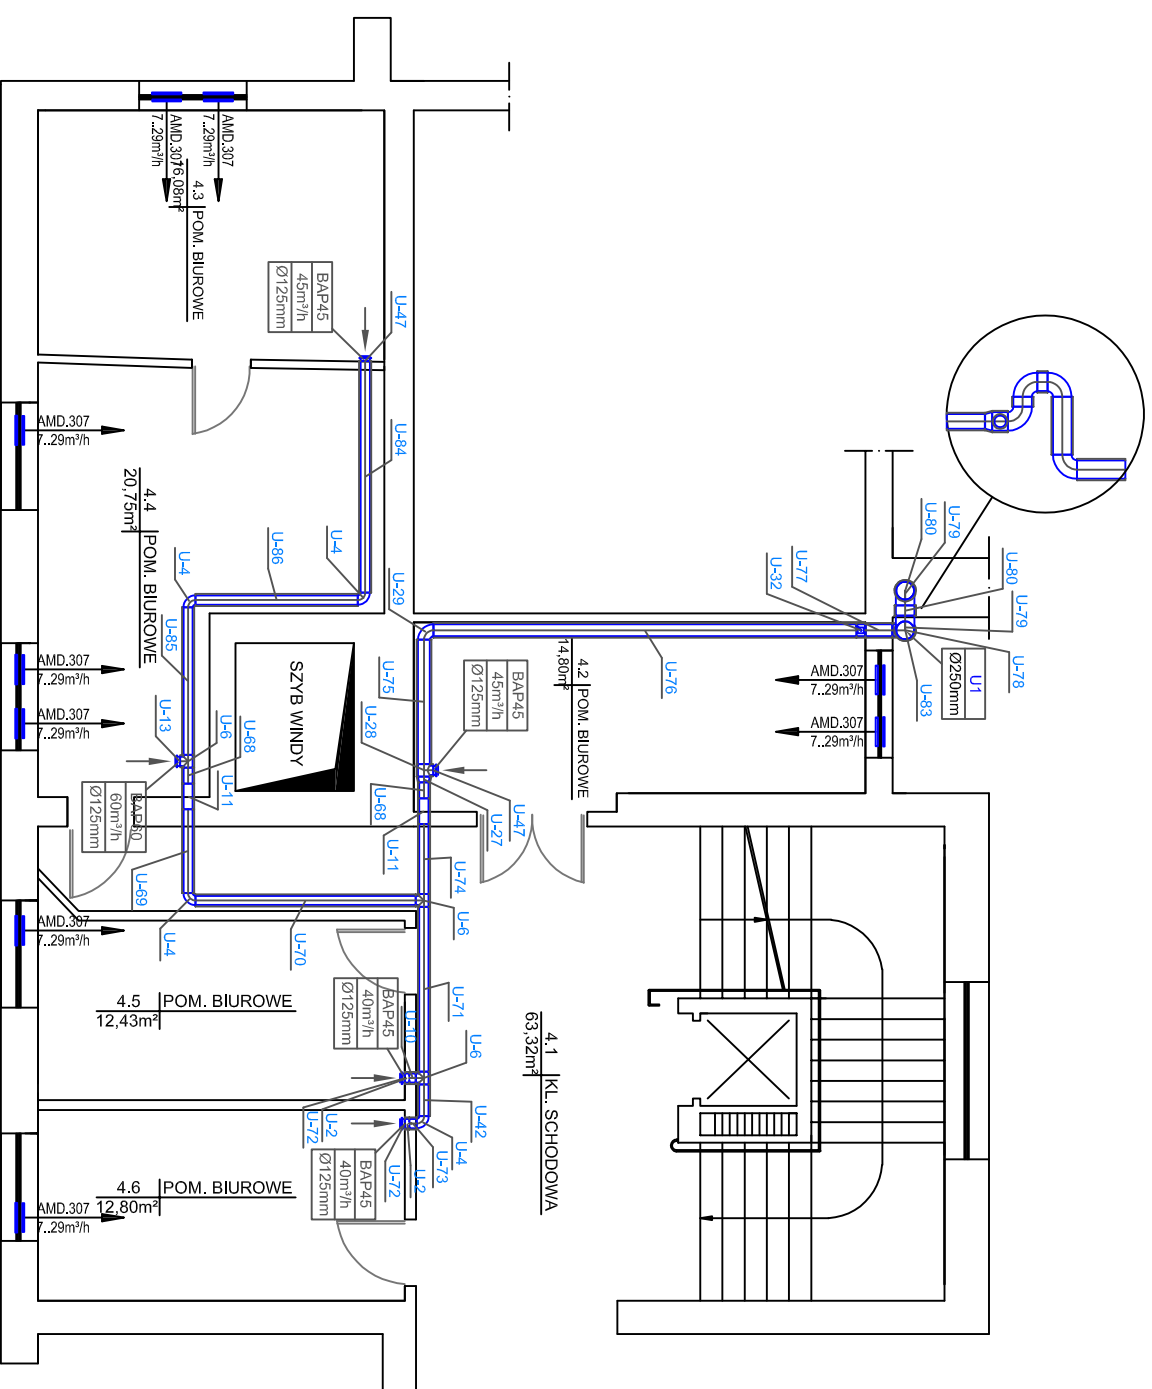 AMD.307
7..29m³/h
AMD.307
7..29m³/h
4.3 POM. BIUROWE
16,08m²
BAP45
45m³/h
Ø125mm
U-47
U-84
U-4
U-86
U-4
U-29
U-85
AMD.307
7..29m³/h
4.4 POM. BIUROWE
20,75m²
AMD.307
7..29m³/h
AMD.307
7..29m³/h
U-13
U-6
U-68
U-11
SZYB WINDY
BAP60
60m³/h
Ø125mm
U-69
U-4
U-70
U-75
U-28
U-68
U-11
BAP45
45m³/h
Ø125mm
U-47
U-27
U-74
U-6
4.2 POM. BIUROWE
14,80m²
U-76
U-32
U-77
U-80
U-79
U-80
U-79
U-78
U-83
U1
Ø250mm
AMD.307
7..29m³/h
AMD.307
7..29m³/h
AMD.307
7..29m³/h
4.5 POM. BIUROWE
12,43m²
BAP45
40m³/h
Ø125mm
U-10
U-71
U-6
U-42
U-4
U-73
U-2
U-72
U-2
U-72
BAP45
40m³/h
Ø125mm
4.1 KL. SCHODOWA
63,32m²
4.6 POM. BIUROWE
12,80m²
AMD.307
7..29m³/h